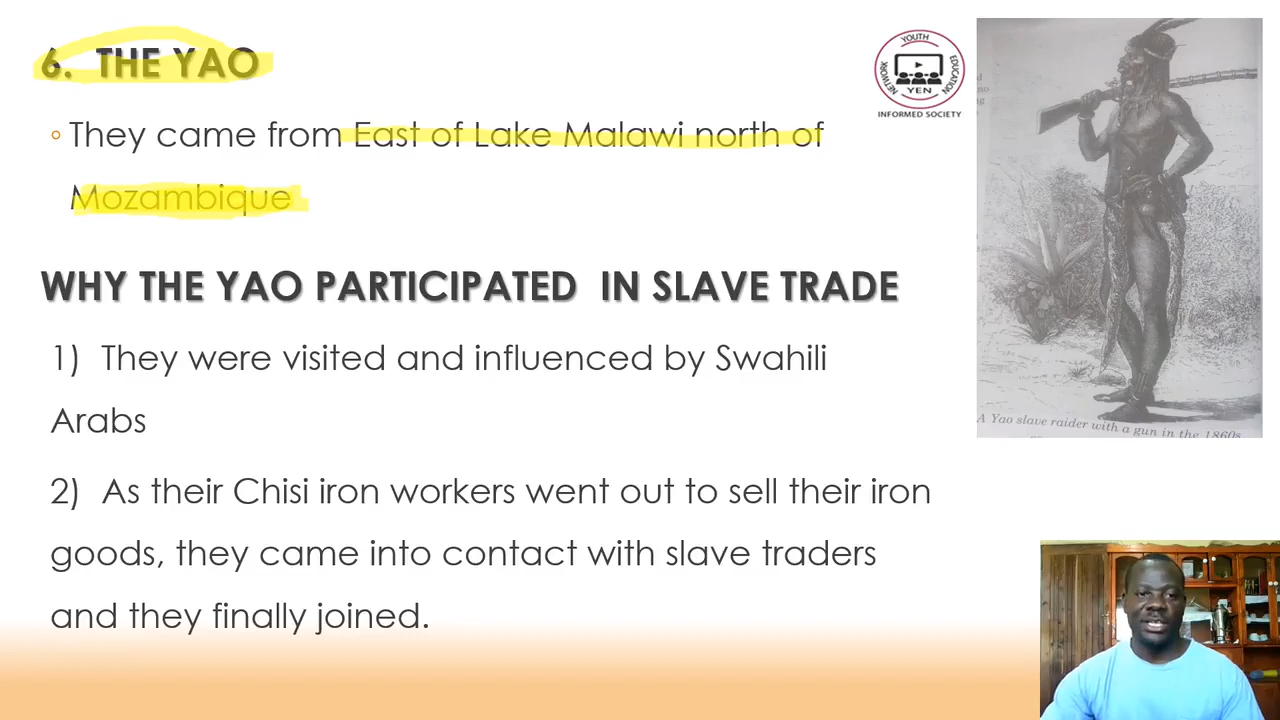 6. THE YAO
◦ They came from East of Lake Malawi north of
Mozambique
WHY THE YAO PARTICIPATED IN SLAVE TRADE
1) They were visited and influenced by Swahili
Arabs
2) As their Chisi iron workers went out to sell their iron
goods, they came into contact with slave traders
and they finally joined.
YOUTH
EDUCATION
NETWORK
YEN
INFORMED SOCIETY
A Yao slave raider with a gun in the 1860s